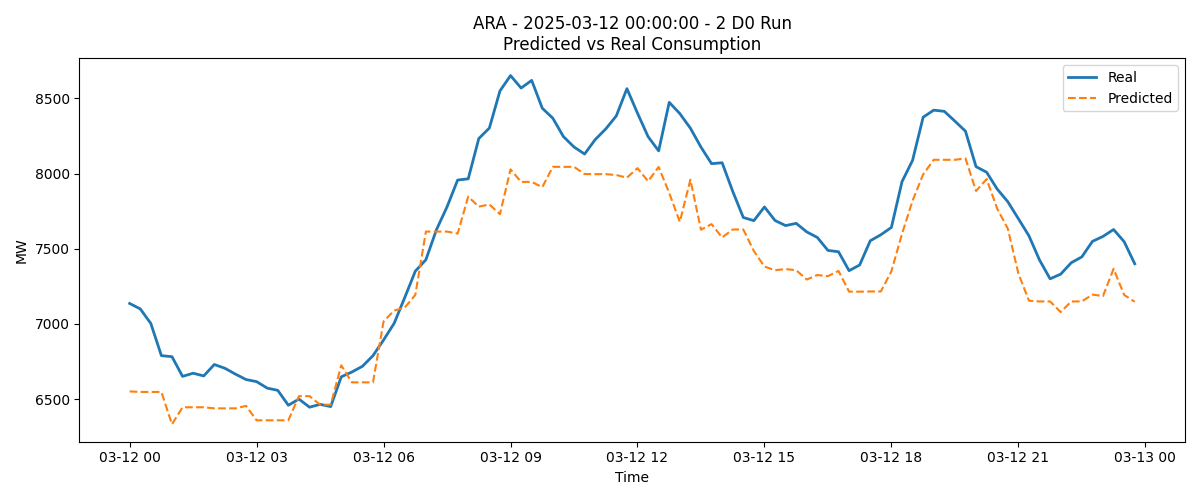 ARA - 2025-03-12 00:00:00 - 2 D0 Run
Predicted vs Real Consumption
Real
Predicted
MW
8500
8000
7500
7000
6500
03-12 00
03-12 03
03-12 06
03-12 09
03-12 12
03-12 15
03-12 18
03-12 21
03-13 00
Time